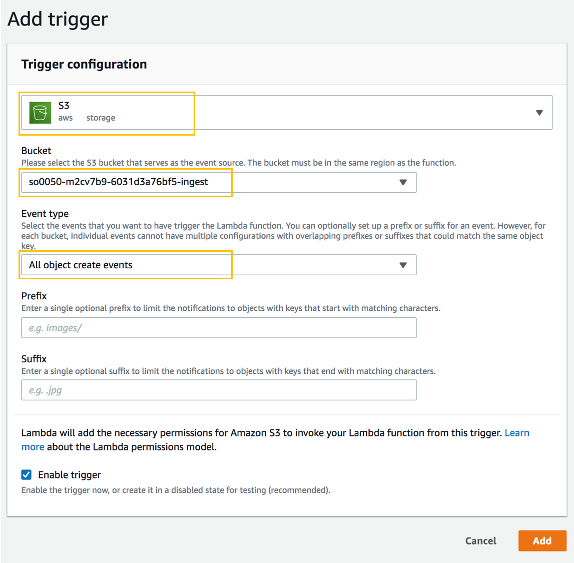 Add trigger
Trigger configuration
S3
aws storage
Bucket
Please select the S3 bucket that serves as the event source. The bucket must be in the same region as the function.
so0050-m2cv7b9-6031d3a76bf5-ingest
Event type
Select the events that you want to have trigger the Lambda function. You can optionally set up a prefix or suffix for an event. However, for
each bucket, individual events cannot have multiple configurations with overlapping prefixes or suffixes that could match the same object
key.
All object create events
Prefix
Enter a single optional prefix to limit the notifications to objects with keys that start with matching characters.
e.g. images/
Suffix
Enter a single optional suffix to limit the notifications to objects with keys that end with matching characters.
e.g. .jpg
Lambda will add the necessary permissions for Amazon S3 to invoke your Lambda function from this trigger. Learn
more about the Lambda permissions model.
Enable trigger
Enable the trigger now, or create it in a disabled state for testing (recommended).
Cancel Add